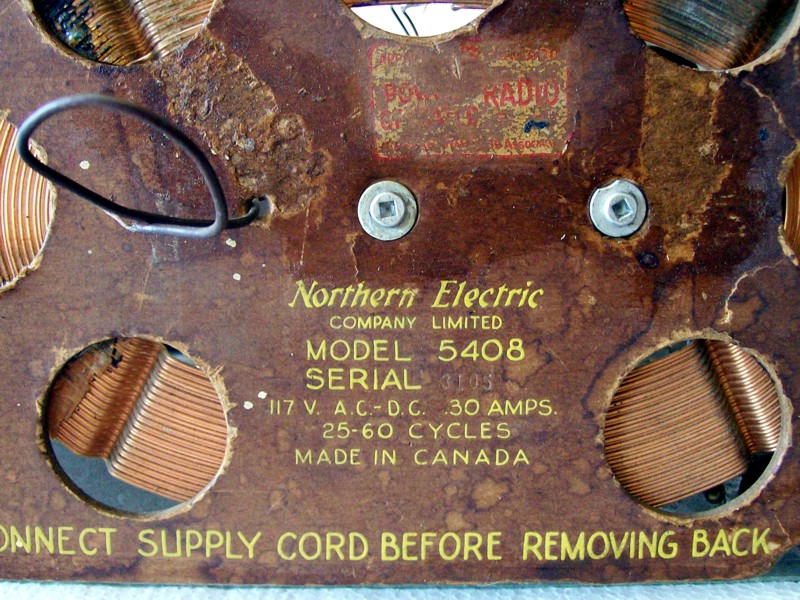 RADIO
Northern Electric
COMPANY LIMITED
MODEL 5408
SERIAL 3105
117 V. A.C.-D.C. .30 AMPS.
25-60 CYCLES
MADE IN CANADA
ONNECT SUPPLY CORD BEFORE REMOVING BACK